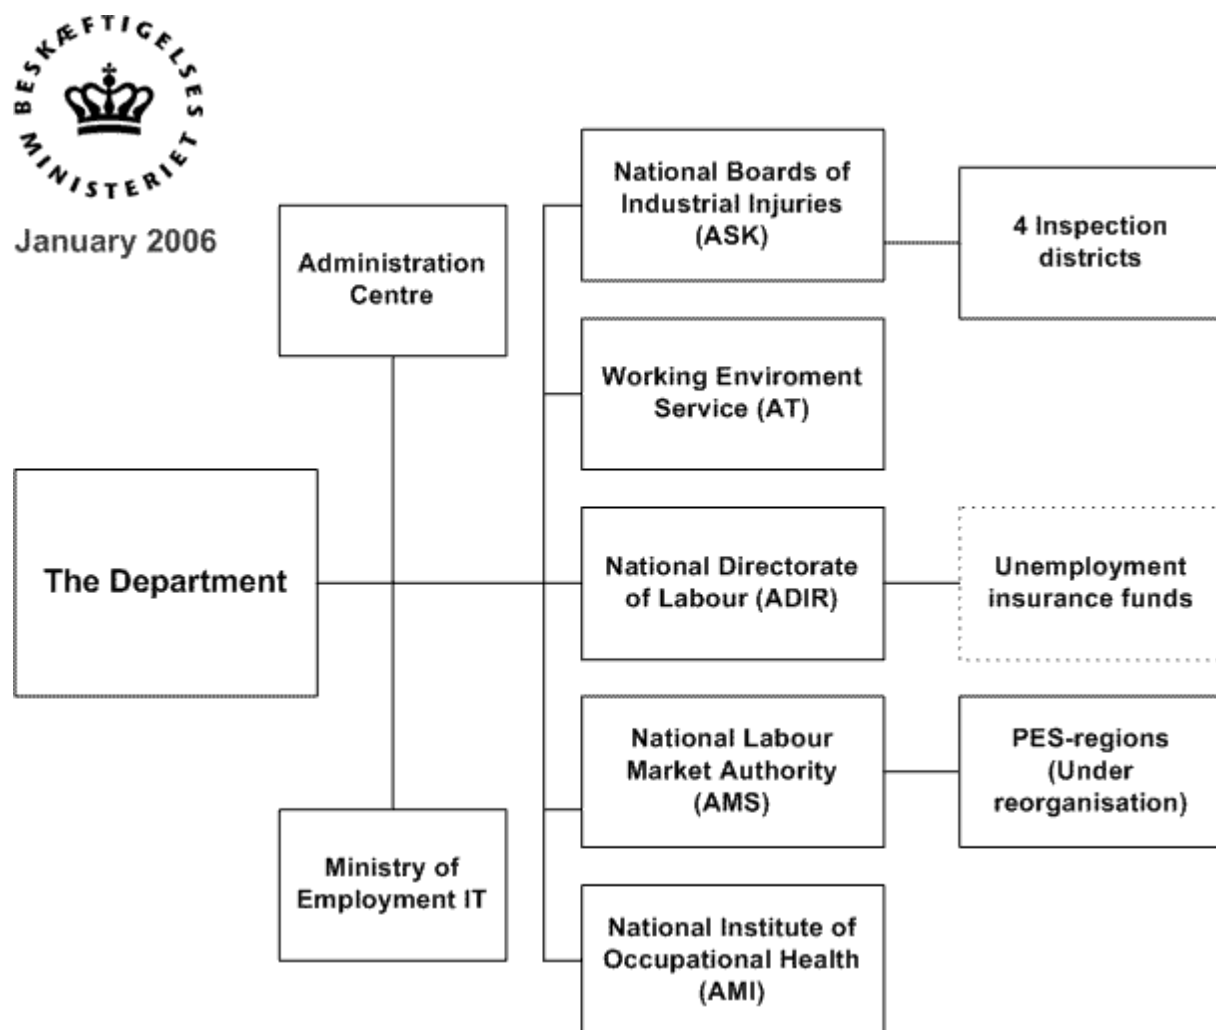 BESKÆFTIGELSES
MINISTERIET
January 2006
Administration
Centre
The Department
Ministry of
Employment IT
National Boards of
Industrial Injuries
(ASK)
4 Inspection
districts
Working Enviroment
Service (AT)
National Directorate
of Labour (ADIR)
Unemployment
insurance funds
National Labour
Market Authority
(AMS)
PES-regions
(Under
reorganisation)
National Institute of
Occupational Health
(AMI)